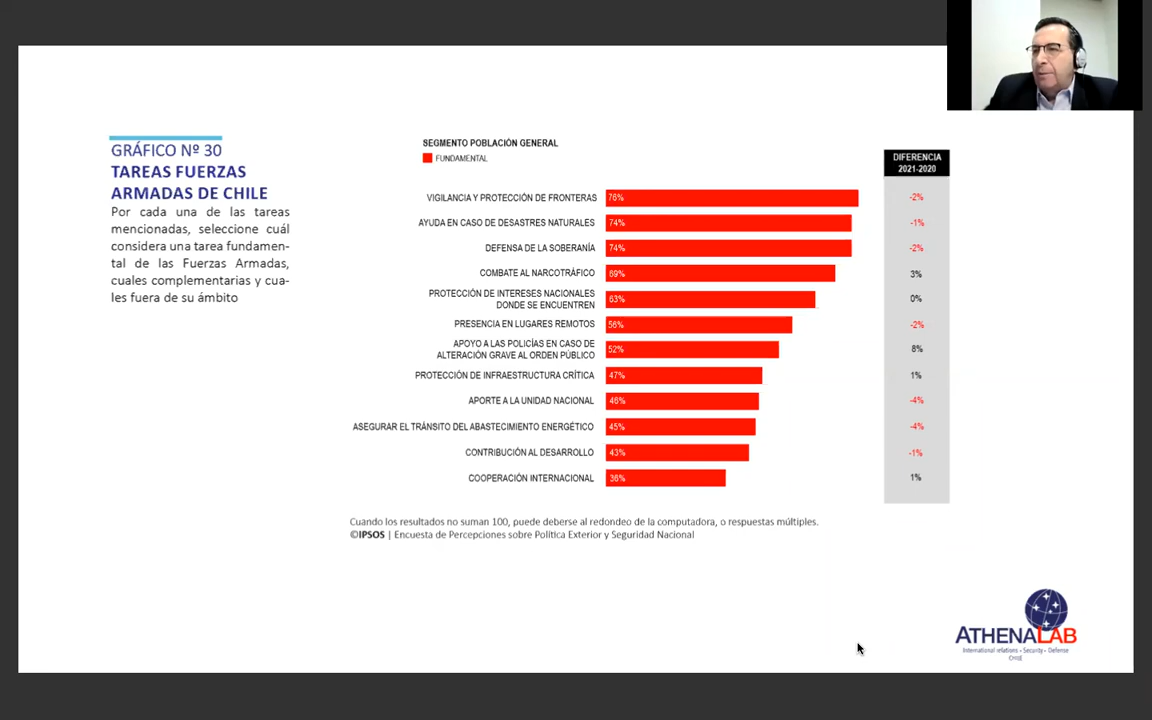 GRÁFICO Nº 30
TAREAS FUERZAS
ARMADAS DE CHILE
Por cada una de las tareas
mencionadas, seleccione cuál
considera una tarea fundamen-
tal de las Fuerzas Armadas,
cuales complementarias y cua-
les fuera de su ámbito
SEGMENTO POBLACIÓN GENERAL
FUNDAMENTAL
DIFERENCIA
2021-2020
VIGILANCIA Y PROTECCIÓN DE FRONTERAS 76% -2%
AYUDA EN CASO DE DESASTRES NATURALES 74% -1%
DEFENSA DE LA SOBERANÍA 74% -2%
COMBATE AL NARCOTRÁFICO 69% 3%
PROTECCIÓN DE INTERESES NACIONALES
DONDE SE ENCUENTREN 63% 0%
PRESENCIA EN LUGARES REMOTOS 56% -2%
APOYO A LAS POLICÍAS EN CASO DE
ALTERACIÓN GRAVE AL ORDEN PÚBLICO 52% 8%
PROTECCIÓN DE INFRAESTRUCTURA CRÍTICA 47% 1%
APORTE A LA UNIDAD NACIONAL 46% -4%
ASEGURAR EL TRÁNSITO DEL ABASTECIMIENTO ENERGÉTICO 45% -4%
CONTRIBUCIÓN AL DESARROLLO 43% -1%
COOPERACIÓN INTERNACIONAL 36% 1%
Cuando los resultados no suman 100, puede deberse al redondeo de la computadora, o respuestas múltiples.
©IPSOS | Encuesta de Percepciones sobre Política Exterior y Seguridad Nacional
ATHENALAB
International relations • Security • Defense
CHILE